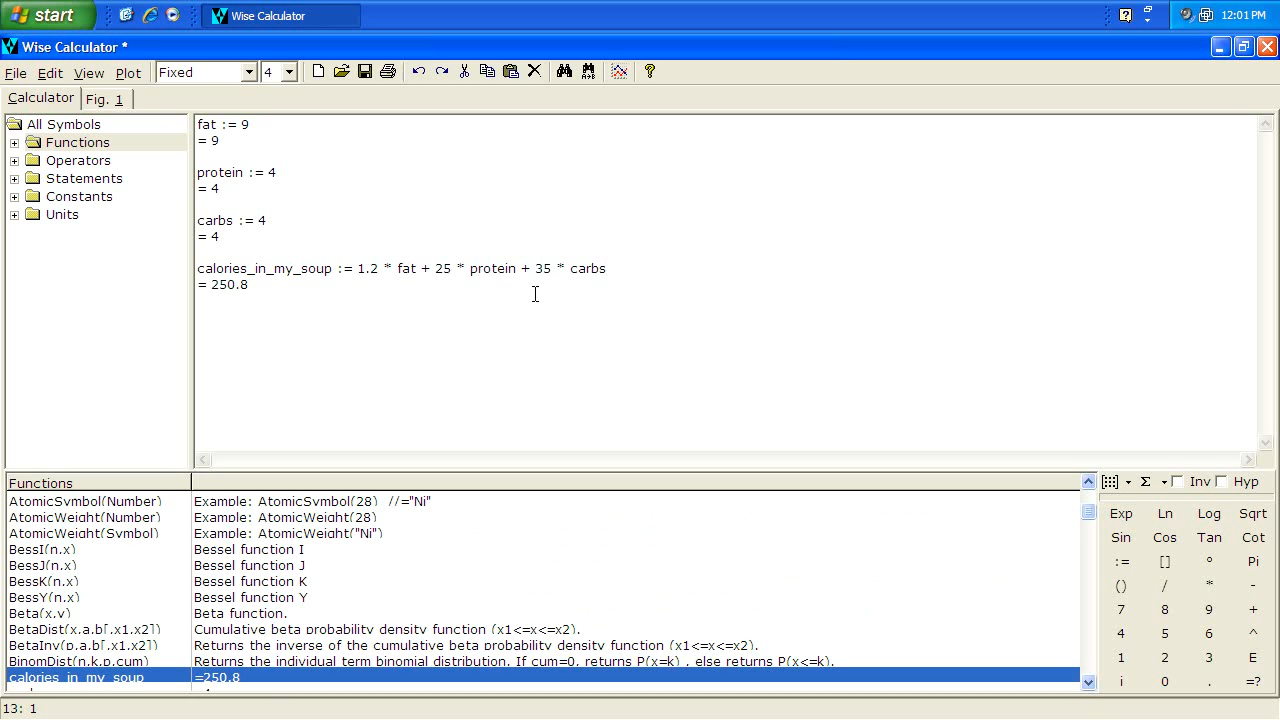 start
Wise Calculator
12:01 PM
Wise Calculator *
File Edit View Plot
Fixed
4
Calculator
Fig. 1
All Symbols
Functions
Operators
Statements
Constants
Units
fat := 9
= 9
protein := 4
= 4
carbs := 4
= 4
calories_in_my_soup := 1.2 * fat + 25 * protein + 35 * carbs
= 250.8
Functions
AtomicSymbol(Number) Example: AtomicSymbol(28) //="Ni"
AtomicWeight(Number) Example: AtomicWeight(28)
AtomicWeight(Symbol) Example: AtomicWeight("Ni")
BessI(n,x) Bessel function I
BessJ(n,x) Bessel function J
BessK(n,x) Bessel function K
BessY(n,x) Bessel function Y
Beta(x,y) Beta function.
BetaDist(x,a,b[,x1,x2]) Cumulative beta probability density function (x1<=x<=x2).
BetaInv(p,a,b[,x1,x2]) Returns the inverse of the cumulative beta probability density function (x1<=x<=x2).
BinomDist(n,k,p,cum) Returns the individual term binomial distribution. If cum=0, returns P(x=k) , else returns P(x<=k).
calories_in_my_soup =250.8
Σ Inv Hyp
Exp Ln Log Sqrt
Sin Cos Tan Cot
:= [] ° Pi
() / * -
7 8 9 +
4 5 6 ^
1 2 3 E
i 0 . =?
13: 1